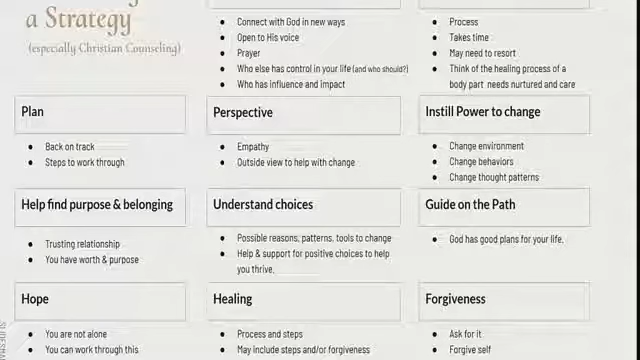 a Strategy
(especially Christian Counseling)
Connect with God in new ways
Open to His voice
Prayer
Who else has control in your life (and who should?)
Who has influence and impact
Process
Takes time
May need to resort
Think of the healing process of a
body part needs nurtured and care
Plan
Back on track
Steps to work through
Perspective
Empathy
Outside view to help with change
Instill Power to change
Change environment
Change behaviors
Change thought patterns
Help find purpose & belonging
Trusting relationship
You have worth & purpose
Understand choices
Possible reasons, patterns, tools to change
Help & support for positive choices to help
you thrive.
Guide on the Path
God has good plans for your life.
Hope
You are not alone
You can work through this
Healing
Process and steps
May include steps and/or forgiveness
Forgiveness
Ask for it
Forgive self